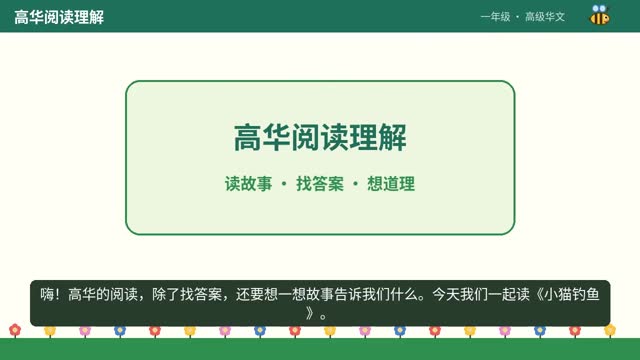 高华阅读理解
一年级 • 高级华文
高华阅读理解
读故事 • 找答案 • 想道理
嗨！高华的阅读，除了找答案，还要想一想故事告诉我们什么。今天我们一起读《小猫钓鱼
》。